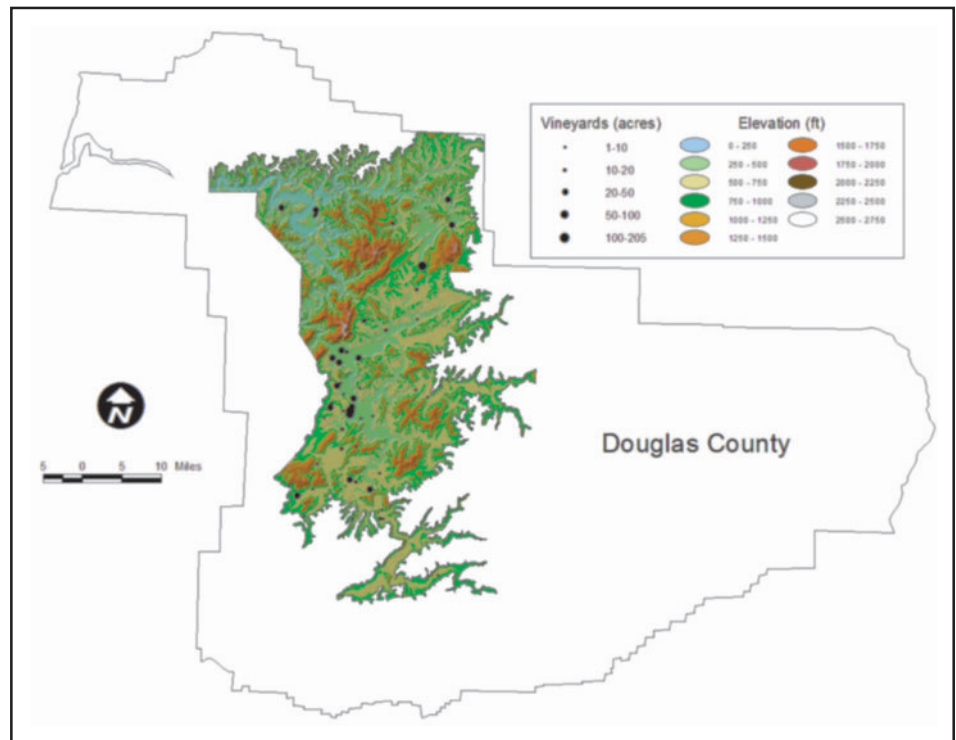 Vineyards (acres)
1-10
10-20
20-50
50-100
100-205
Elevation (ft)
0 - 250
250 - 500
500 - 750
750 - 1000
1000 - 1250
1250 - 1500
1500 - 1750
1750 - 2000
2000 - 2250
2250 - 2500
2500 - 2750
N
5 0 5 10 Miles
Douglas County